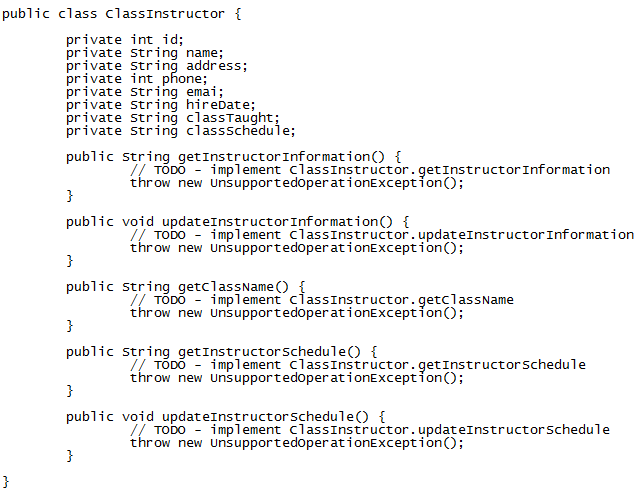 public class ClassInstructor {
private int id;
private String name;
private String address;
private int phone;
private String emai;
private String hireDate;
private String classTaught;
private String classSchedule;
public String getInstructorInformation() {
// TODO - implement ClassInstructor.getInstructorInformation
throw new UnsupportedOperationException();
}
public void updateInstructorInformation() {
// TODO - implement ClassInstructor.updateInstructorInformation
throw new UnsupportedOperationException();
}
public String getClassName() {
// TODO - implement ClassInstructor.getClassName
throw new UnsupportedOperationException();
}
public String getInstructorSchedule() {
// TODO - implement ClassInstructor.getInstructorSchedule
throw new UnsupportedOperationException();
}
public void updateInstructorSchedule() {
// TODO - implement ClassInstructor.updateInstructorSchedule
throw new UnsupportedOperationException();
}
}